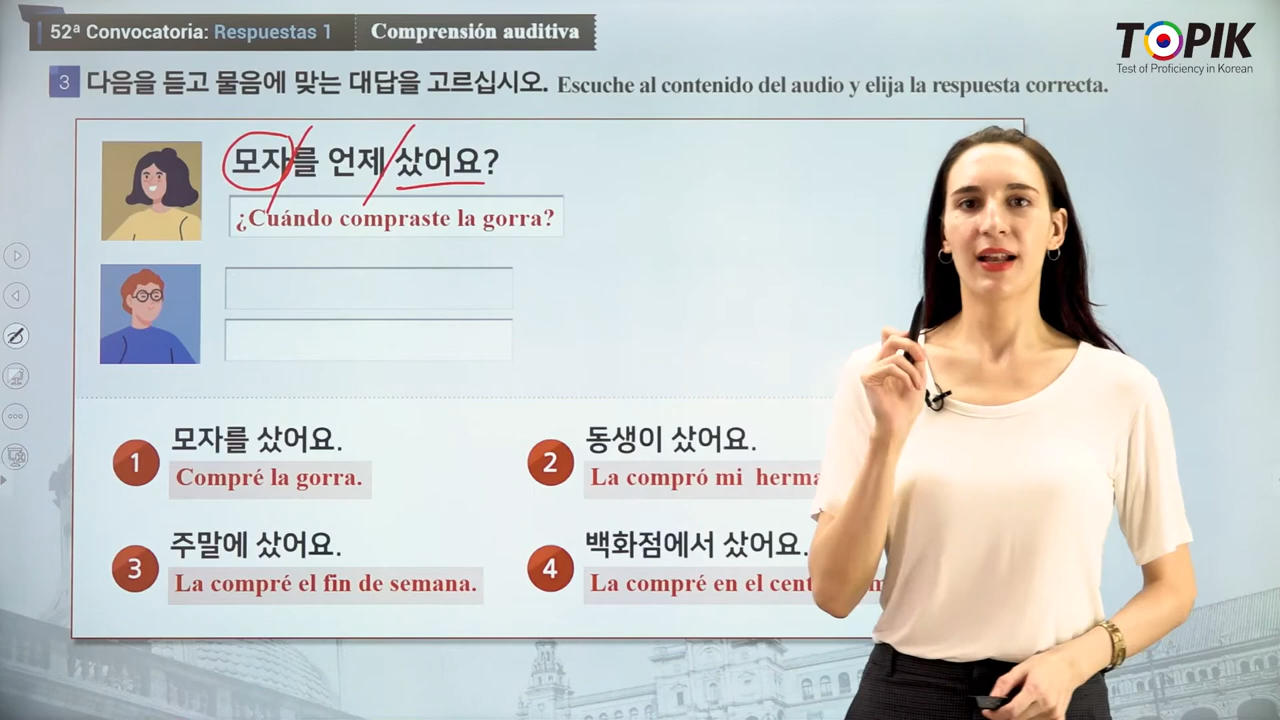 52ª Convocatoria: Respuestas 1 Comprensión auditiva
TOPIK
Test of Proficiency in Korean
3 다음을 듣고 물음에 맞는 대답을 고르십시오. Escuche al contenido del audio y elija la respuesta correcta.
모자를 언제 샀어요?
¿Cuándo compraste la gorra?
1 모자를 샀어요.
Compré la gorra.
2 동생이 샀어요.
La compró mi
3 주말에 샀어요.
La compré el fin de semana.
4 백화점에서 샀어요.
La compré en el